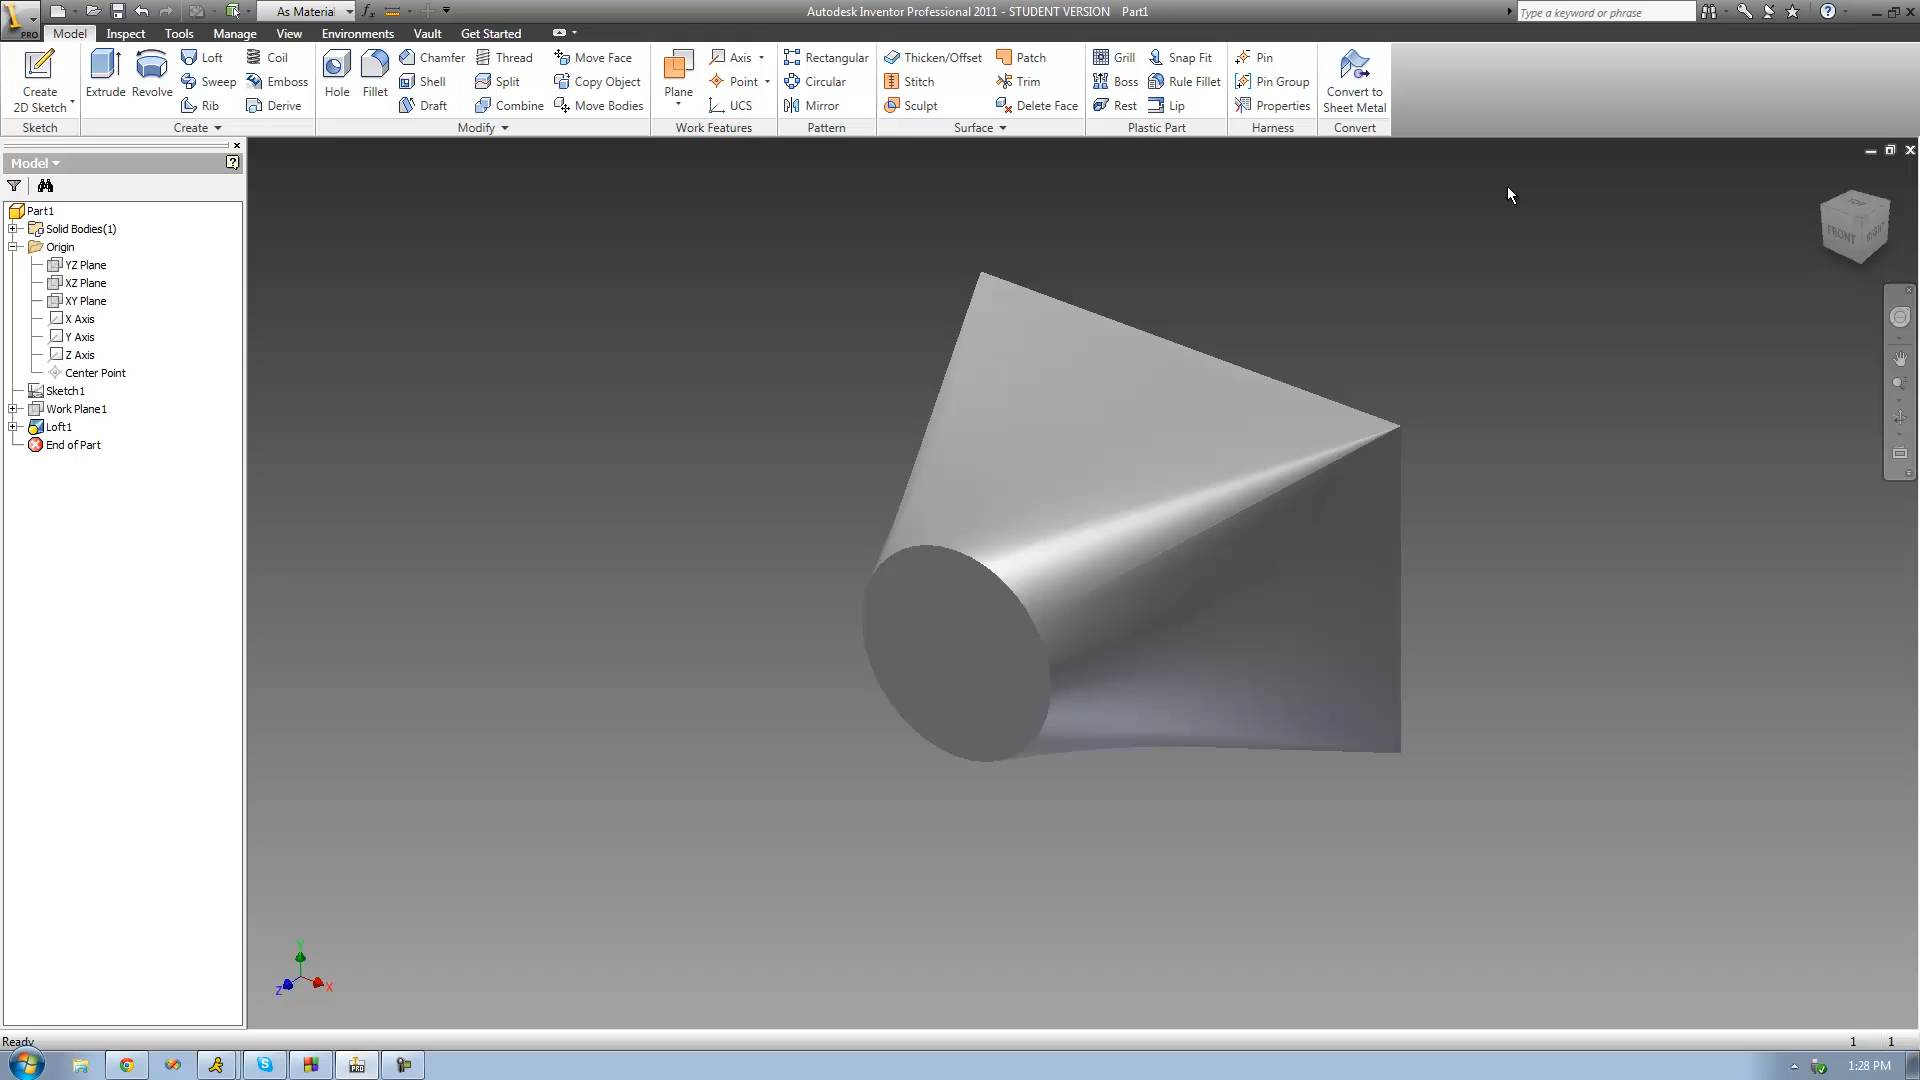 As Materia
Autodesk Inventor Professional 2011 - STUDENT VERSION Part1
Type a keyword or phrase
PRO
Model Inspect Tools Manage View Environments Vault Get Started
Create
2D Sketch
Sketch
Extrude
Revolve
Loft
Sweep
Rib
Coil
Emboss
Derive
Create
Hole
Fillet
Chamfer
Shell
Draft
Thread
Split
Combine
Move Face
Copy Object
Move Bodies
Modify
Plane
Axis
Point
UCS
Work Features
Rectangular
Circular
Mirror
Pattern
Thicken/Offset
Stitch
Sculpt
Patch
Trim
Delete Face
Surface
Grill
Boss
Rest
Snap Fit
Rule Fillet
Lip
Plastic Part
Pin
Pin Group
Properties
Harness
Convert to
Sheet Metal
Convert
Model
Part1
Solid Bodies(1)
Origin
YZ Plane
XZ Plane
XY Plane
X Axis
Y Axis
Z Axis
Center Point
Sketch1
Work Plane1
Loft1
End of Part
TOP
FRONT
RIGHT
Y
Z
X
Ready
1 1
PRO
1:28 PM